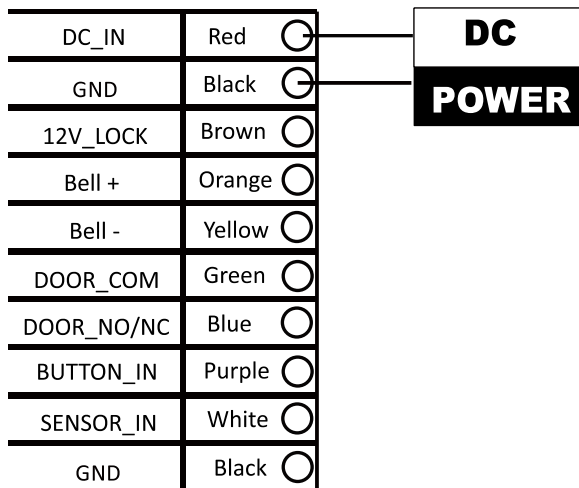 DC_IN Red DC
GND Black POWER
12V_LOCK Brown
Bell + Orange
Bell - Yellow
DOOR_COM Green
DOOR_NO/NC Blue
BUTTON_IN Purple
SENSOR_IN White
GND Black